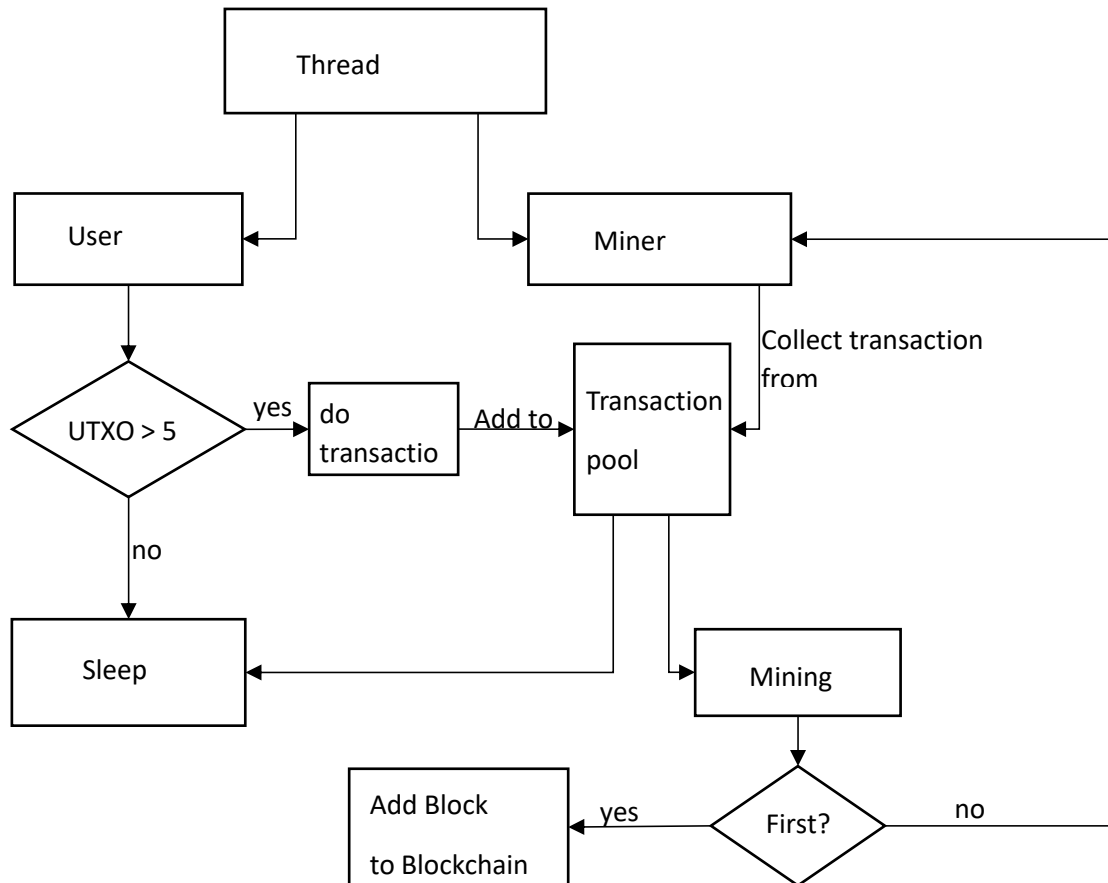 Thread
User
Miner
Collect transaction
from
UTXO > 5
yes
do
transactio
Add to
Transaction
pool
no
Sleep
Mining
Add Block
to Blockchain
yes
First?
no